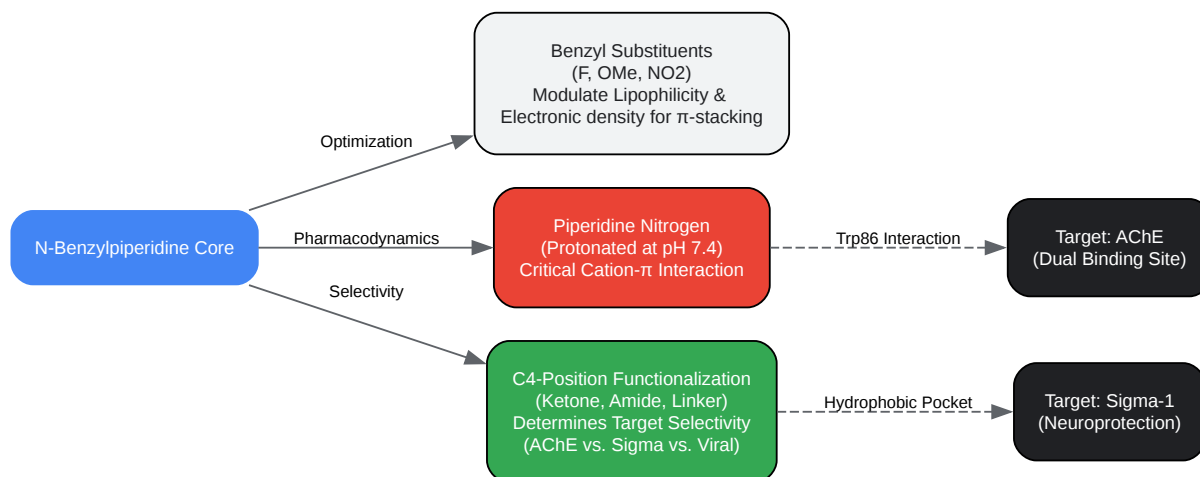 Benzyl Substituents
(F, OMe, NO2)
Modulate Lipophilicity &
Electronic density for π-stacking
Optimization
N-Benzylpiperidine Core
Pharmacodynamics
Piperidine Nitrogen
(Protonated at pH 7.4)
Critical Cation-π Interaction
Trp86 Interaction
Target: AChE
(Dual Binding Site)
Selectivity
C4-Position Functionalization
(Ketone, Amide, Linker)
Determines Target Selectivity
(AChE vs. Sigma vs. Viral)
Hydrophobic Pocket
Target: Sigma-1
(Neuroprotection)